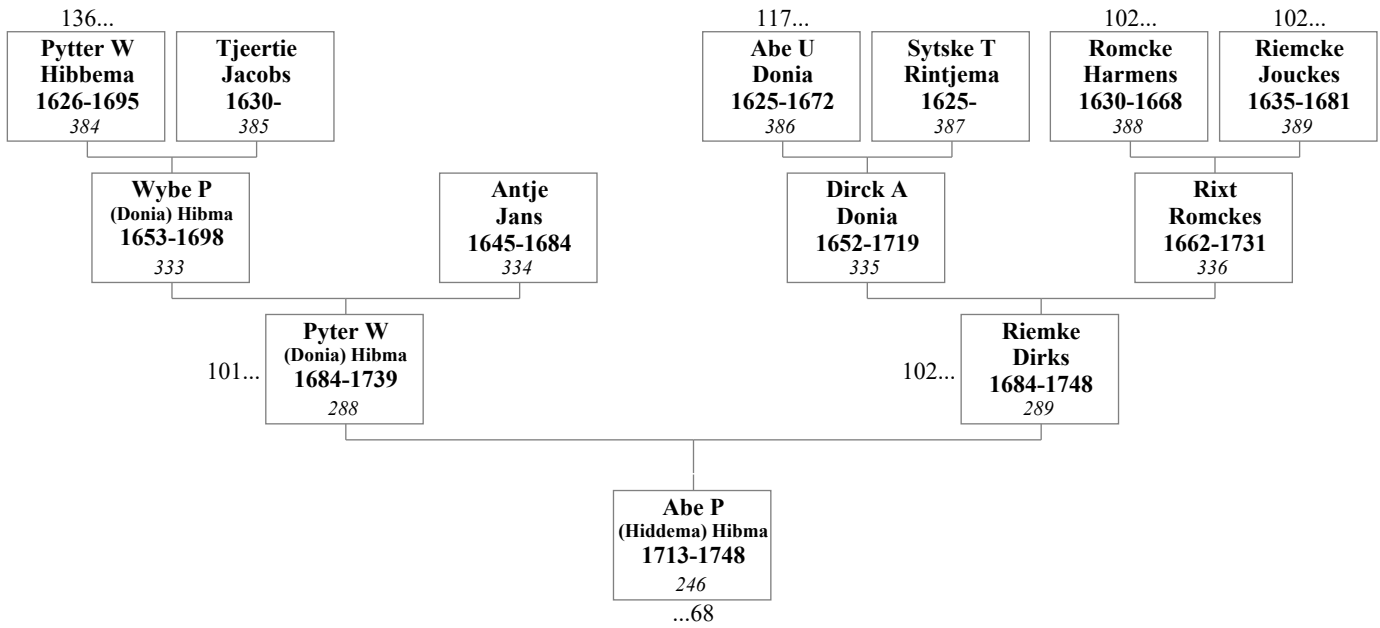 136...
Pytter W
Hibbema
1626-1695
384
Tjeertie
Jacobs
1630-
385
117...
Abe U
Donia
1625-1672
386
Sytske T
Rintjema
1625-
387
102...
Romcke
Harmens
1630-1668
388
102...
Riemcke
Jouckes
1635-1681
389
Wybe P
(Donia) Hibma
1653-1698
333
Antje
Jans
1645-1684
334
Dirck A
Donia
1652-1719
335
Rixt
Romckes
1662-1731
336
101...
Pyter W
(Donia) Hibma
1684-1739
288
102...
Riemke
Dirks
1684-1748
289
Abe P
(Hiddema) Hibma
1713-1748
246
...68